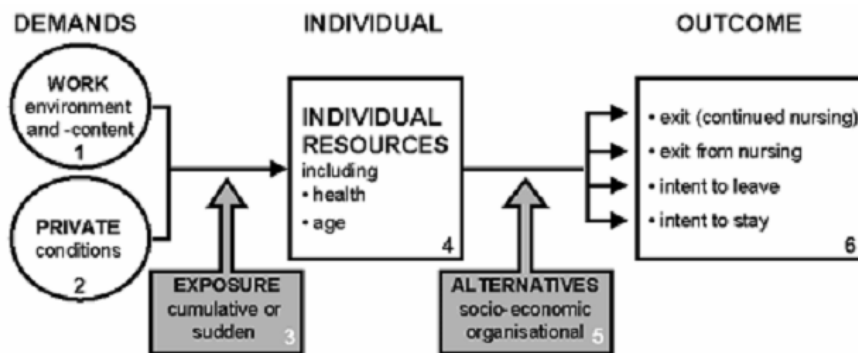 DEMANDS
INDIVIDUAL
OUTCOME
WORK
environment
and -content
1
PRIVATE
conditions
2
EXPOSURE
cumulative or
sudden
3
INDIVIDUAL
RESOURCES
including
• health
• age
4
ALTERNATIVES
socio-economic
organisational
5
• exit (continued nursing)
• exit from nursing
• intent to leave
• intent to stay
6